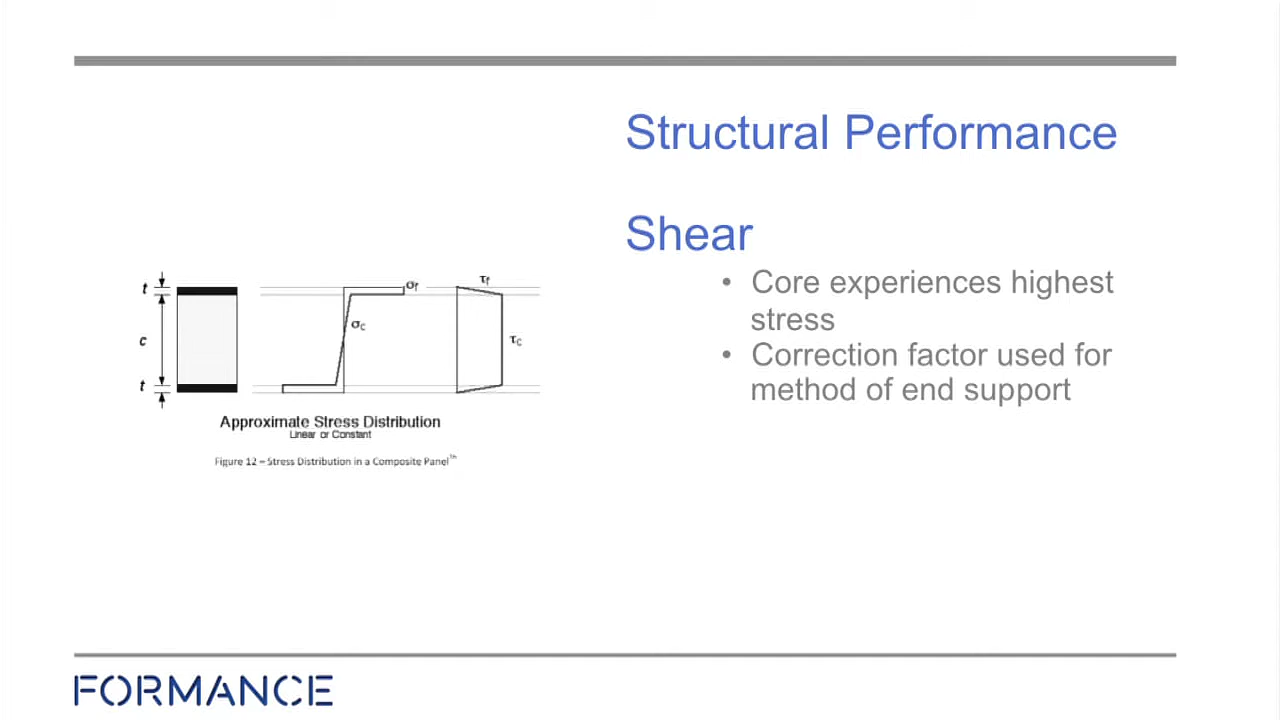 Structural Performance
Shear
• Core experiences highest
stress
• Correction factor used for
method of end support
t
c
t
σf
σc
τf
τc
Approximate Stress Distribution
Linear or Constant
Figure 12 – Stress Distribution in a Composite Panel
FORMANCE